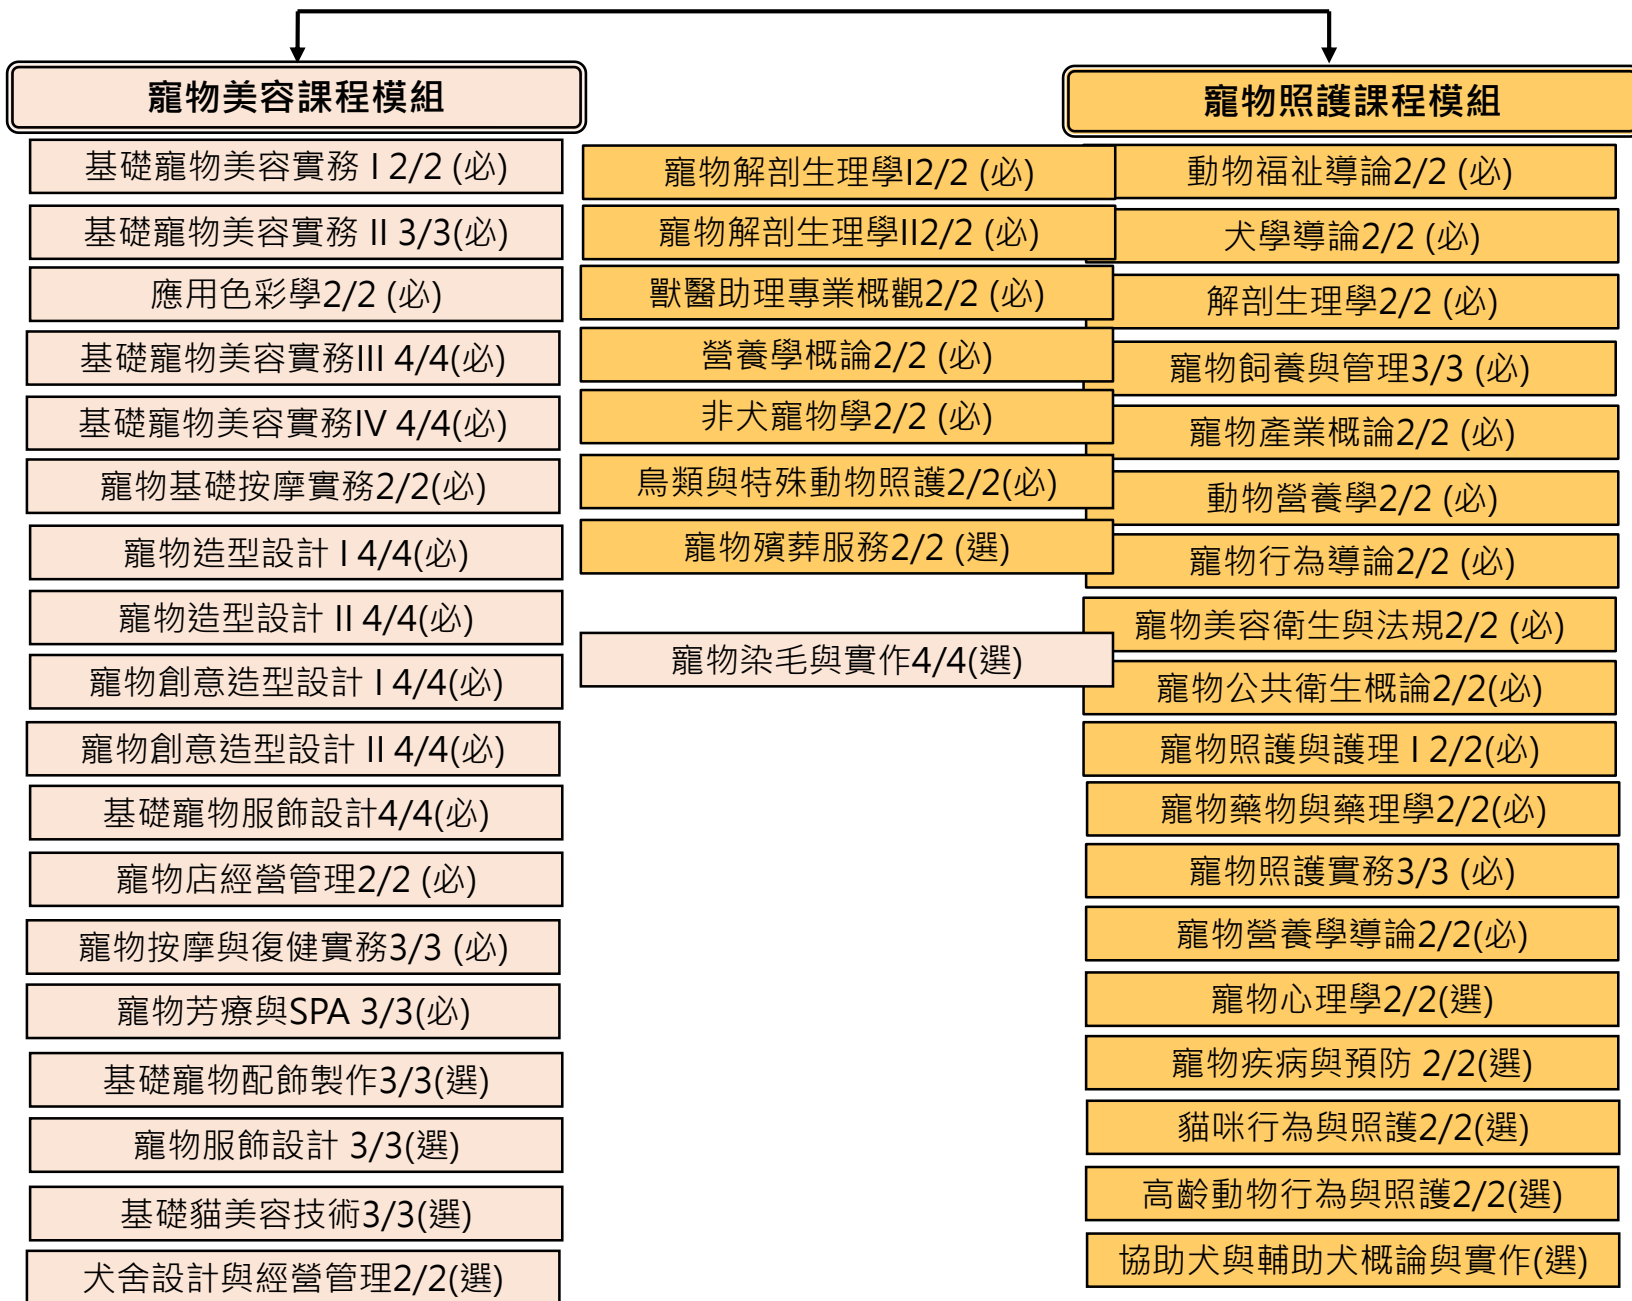 寵物美容課程模組
基礎寵物美容實務 I 2/2 (必)
基礎寵物美容實務 II 3/3(必)
應用色彩學2/2 (必)
基礎寵物美容實務III 4/4(必)
基礎寵物美容實務IV 4/4(必)
寵物基礎按摩實務2/2(必)
寵物造型設計 I 4/4(必)
寵物造型設計 II 4/4(必)
寵物創意造型設計 I 4/4(必)
寵物創意造型設計 II 4/4(必)
基礎寵物服飾設計4/4(必)
寵物店經營管理2/2 (必)
寵物按摩與復健實務3/3 (必)
寵物芳療與SPA 3/3(必)
基礎寵物配飾製作3/3(選)
寵物服飾設計 3/3(選)
基礎貓美容技術3/3(選)
犬舍設計與經營管理2/2(選)
寵物解剖生理學I2/2 (必)
寵物解剖生理學II2/2 (必)
獸醫助理專業概觀2/2 (必)
營養學概論2/2 (必)
非犬寵物學2/2 (必)
鳥類與特殊動物照護2/2(必)
寵物殯葬服務2/2 (選)
寵物染毛與實作4/4(選)
寵物照護課程模組
動物福祉導論2/2 (必)
犬學導論2/2 (必)
解剖生理學2/2 (必)
寵物飼養與管理3/3 (必)
寵物產業概論2/2 (必)
動物營養學2/2 (必)
寵物行為導論2/2 (必)
寵物美容衛生與法規2/2 (必)
寵物公共衛生概論2/2(必)
寵物照護與護理 I 2/2(必)
寵物藥物與藥理學2/2(必)
寵物照護實務3/3 (必)
寵物營養學導論2/2(必)
寵物心理學2/2(選)
寵物疾病與預防 2/2(選)
貓咪行為與照護2/2(選)
高齡動物行為與照護2/2(選)
協助犬與輔助犬概論與實作(選)